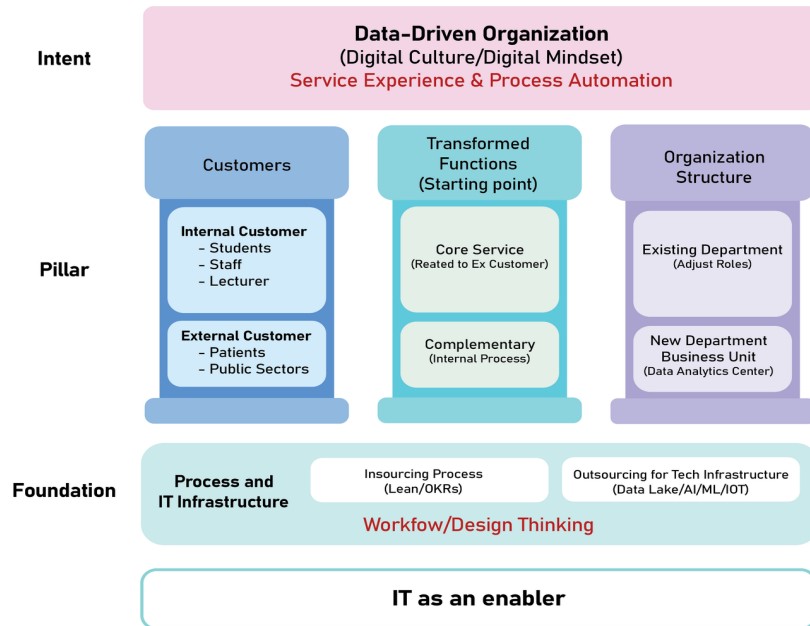 Intent
Data-Driven Organization
(Digital Culture/Digital Mindset)
Service Experience & Process Automation
Pillar
Customers
Internal Customer
- Students
- Staff
- Lecturer
External Customer
- Patients
- Public Sectors
Transformed
Functions
(Starting point)
Core Service
(Reated to Ex Customer)
Complementary
(Internal Process)
Organization
Structure
Existing Department
(Adjust Roles)
New Department
Business Unit
(Data Analytics Center)
Foundation
Process and
IT Infrastructure
Insourcing Process
(Lean/OKRs)
Outsourcing for Tech Infrastructure
(Data Lake/AI/ML/IOT)
Workfow/Design Thinking
IT as an enabler